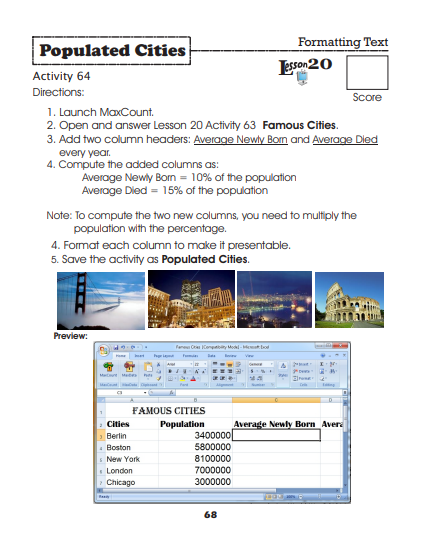 Populated Cities
Formatting Text
Lesson 20
Activity 64
Score
Directions:
1. Launch MaxCount.
2. Open and answer Lesson 20 Activity 63 Famous Cities.
3. Add two column headers: Average Newly Born and Average Died
every year.
4. Compute the added columns as:
Average Newly Born = 10% of the population
Average Died = 15% of the population
Note: To compute the two new columns, you need to multiply the
population with the percentage.
4. Format each column to make it presentable.
5. Save the activity as Populated Cities.
Preview:
Famous Cities [Compatibility Mode] - Microsoft Excel
Home Insert Page Layout Formulas Data Review View
C3
A B C D
1 FAMOUS CITIES
2 Cities Population Average Newly Born Avera
3 Berlin 3400000
4 Boston 5800000
5 New York 8100000
6 London 7000000
7 Chicago 3000000
Ready
68